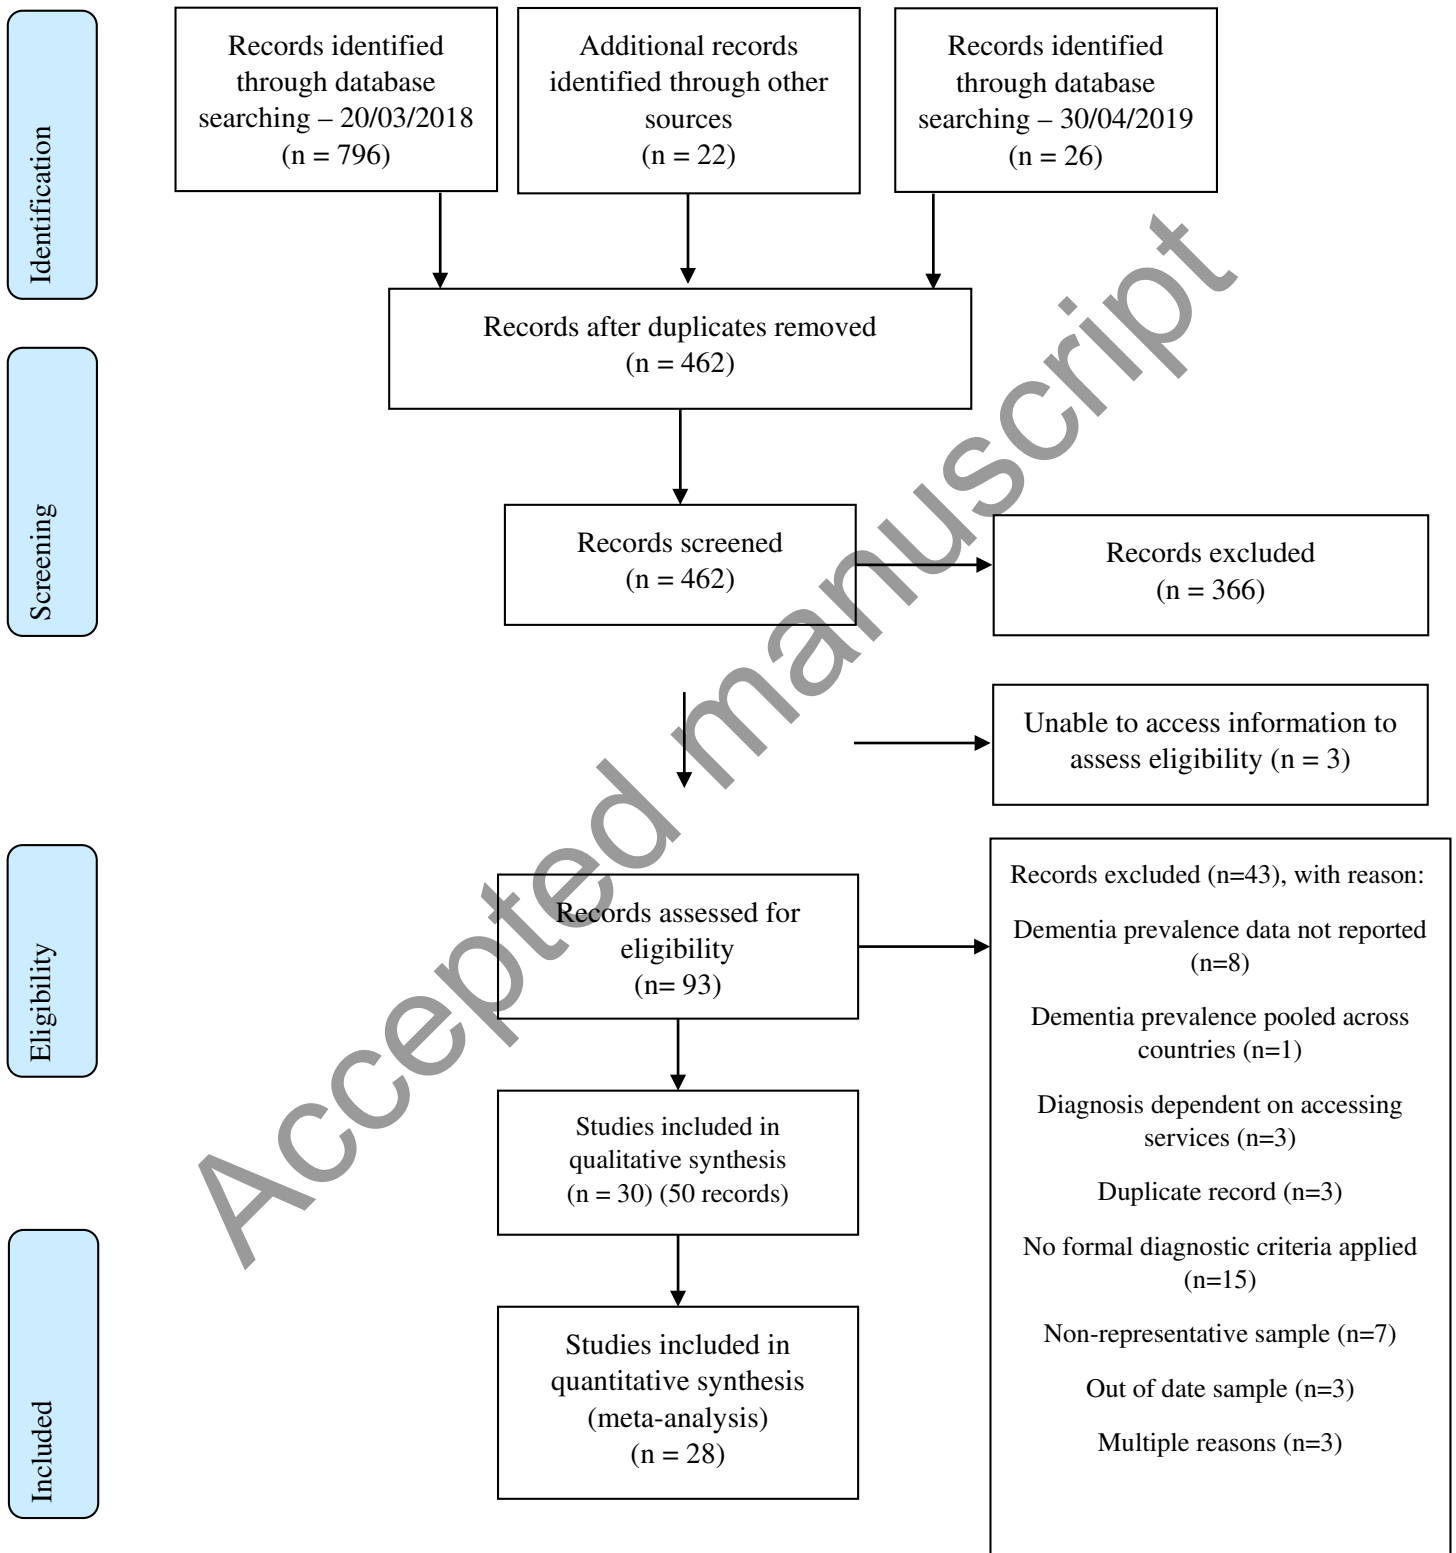 Identification
Records identified
through database
searching – 20/03/2018
(n = 796)
Additional records
identified through other
sources
(n = 22)
Records identified
through database
searching – 30/04/2019
(n = 26)
Records after duplicates removed
(n = 462)
Screening
Records screened
(n = 462)
Records excluded
(n = 366)
Unable to access information to
assess eligibility (n = 3)
Eligibility
Records assessed for
eligibility
(n= 93)
Records excluded (n=43), with reason:
Dementia prevalence data not reported
(n=8)
Dementia prevalence pooled across
countries (n=1)
Diagnosis dependent on accessing
services (n=3)
Duplicate record (n=3)
No formal diagnostic criteria applied
(n=15)
Non-representative sample (n=7)
Out of date sample (n=3)
Multiple reasons (n=3)
Studies included in
qualitative synthesis
(n = 30) (50 records)
Included
Studies included in
quantitative synthesis
(meta-analysis)
(n = 28)
Accepted manuscript